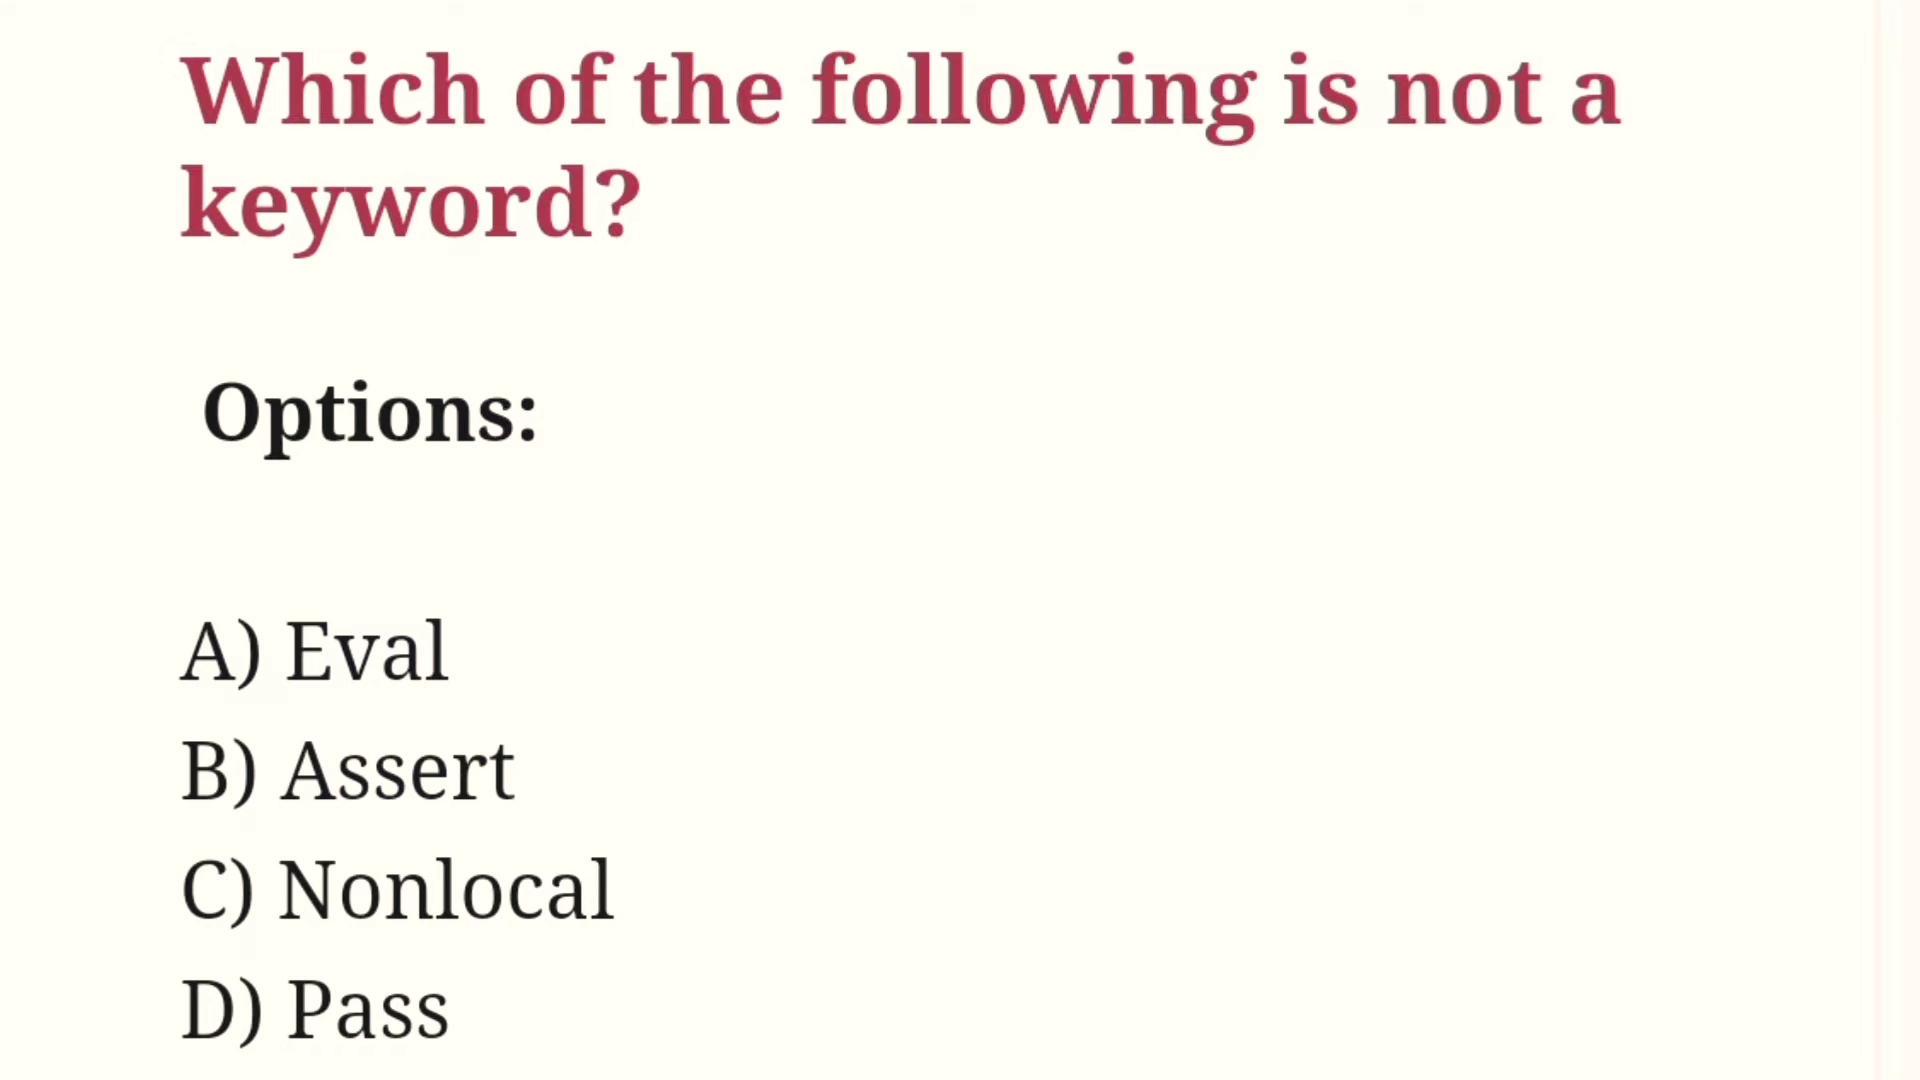 Which of the following is not a
keyword?
Options:
A) Eval
B) Assert
C) Nonlocal
D) Pass